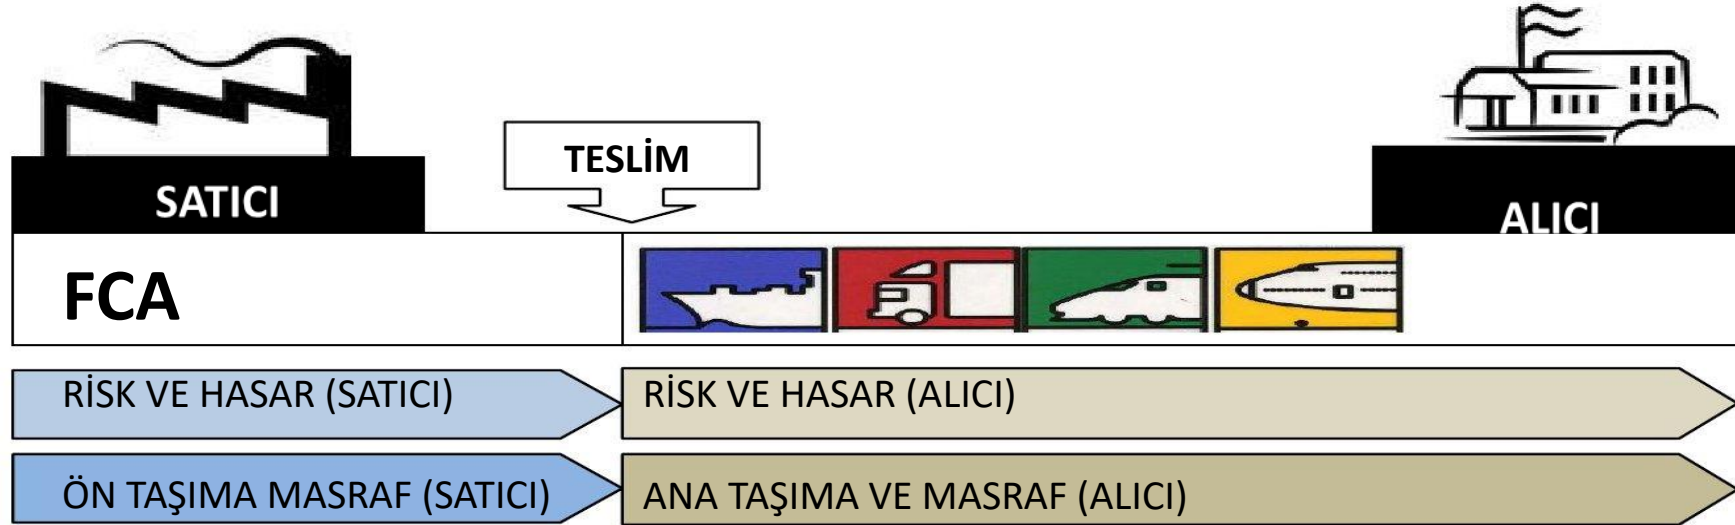 TESLİM
SATICI
ALICI
FCA
RİSK VE HASAR (SATICI)
RİSK VE HASAR (ALICI)
ÖN TAŞIMA MASRAF (SATICI)
ANA TAŞIMA VE MASRAF (ALICI)